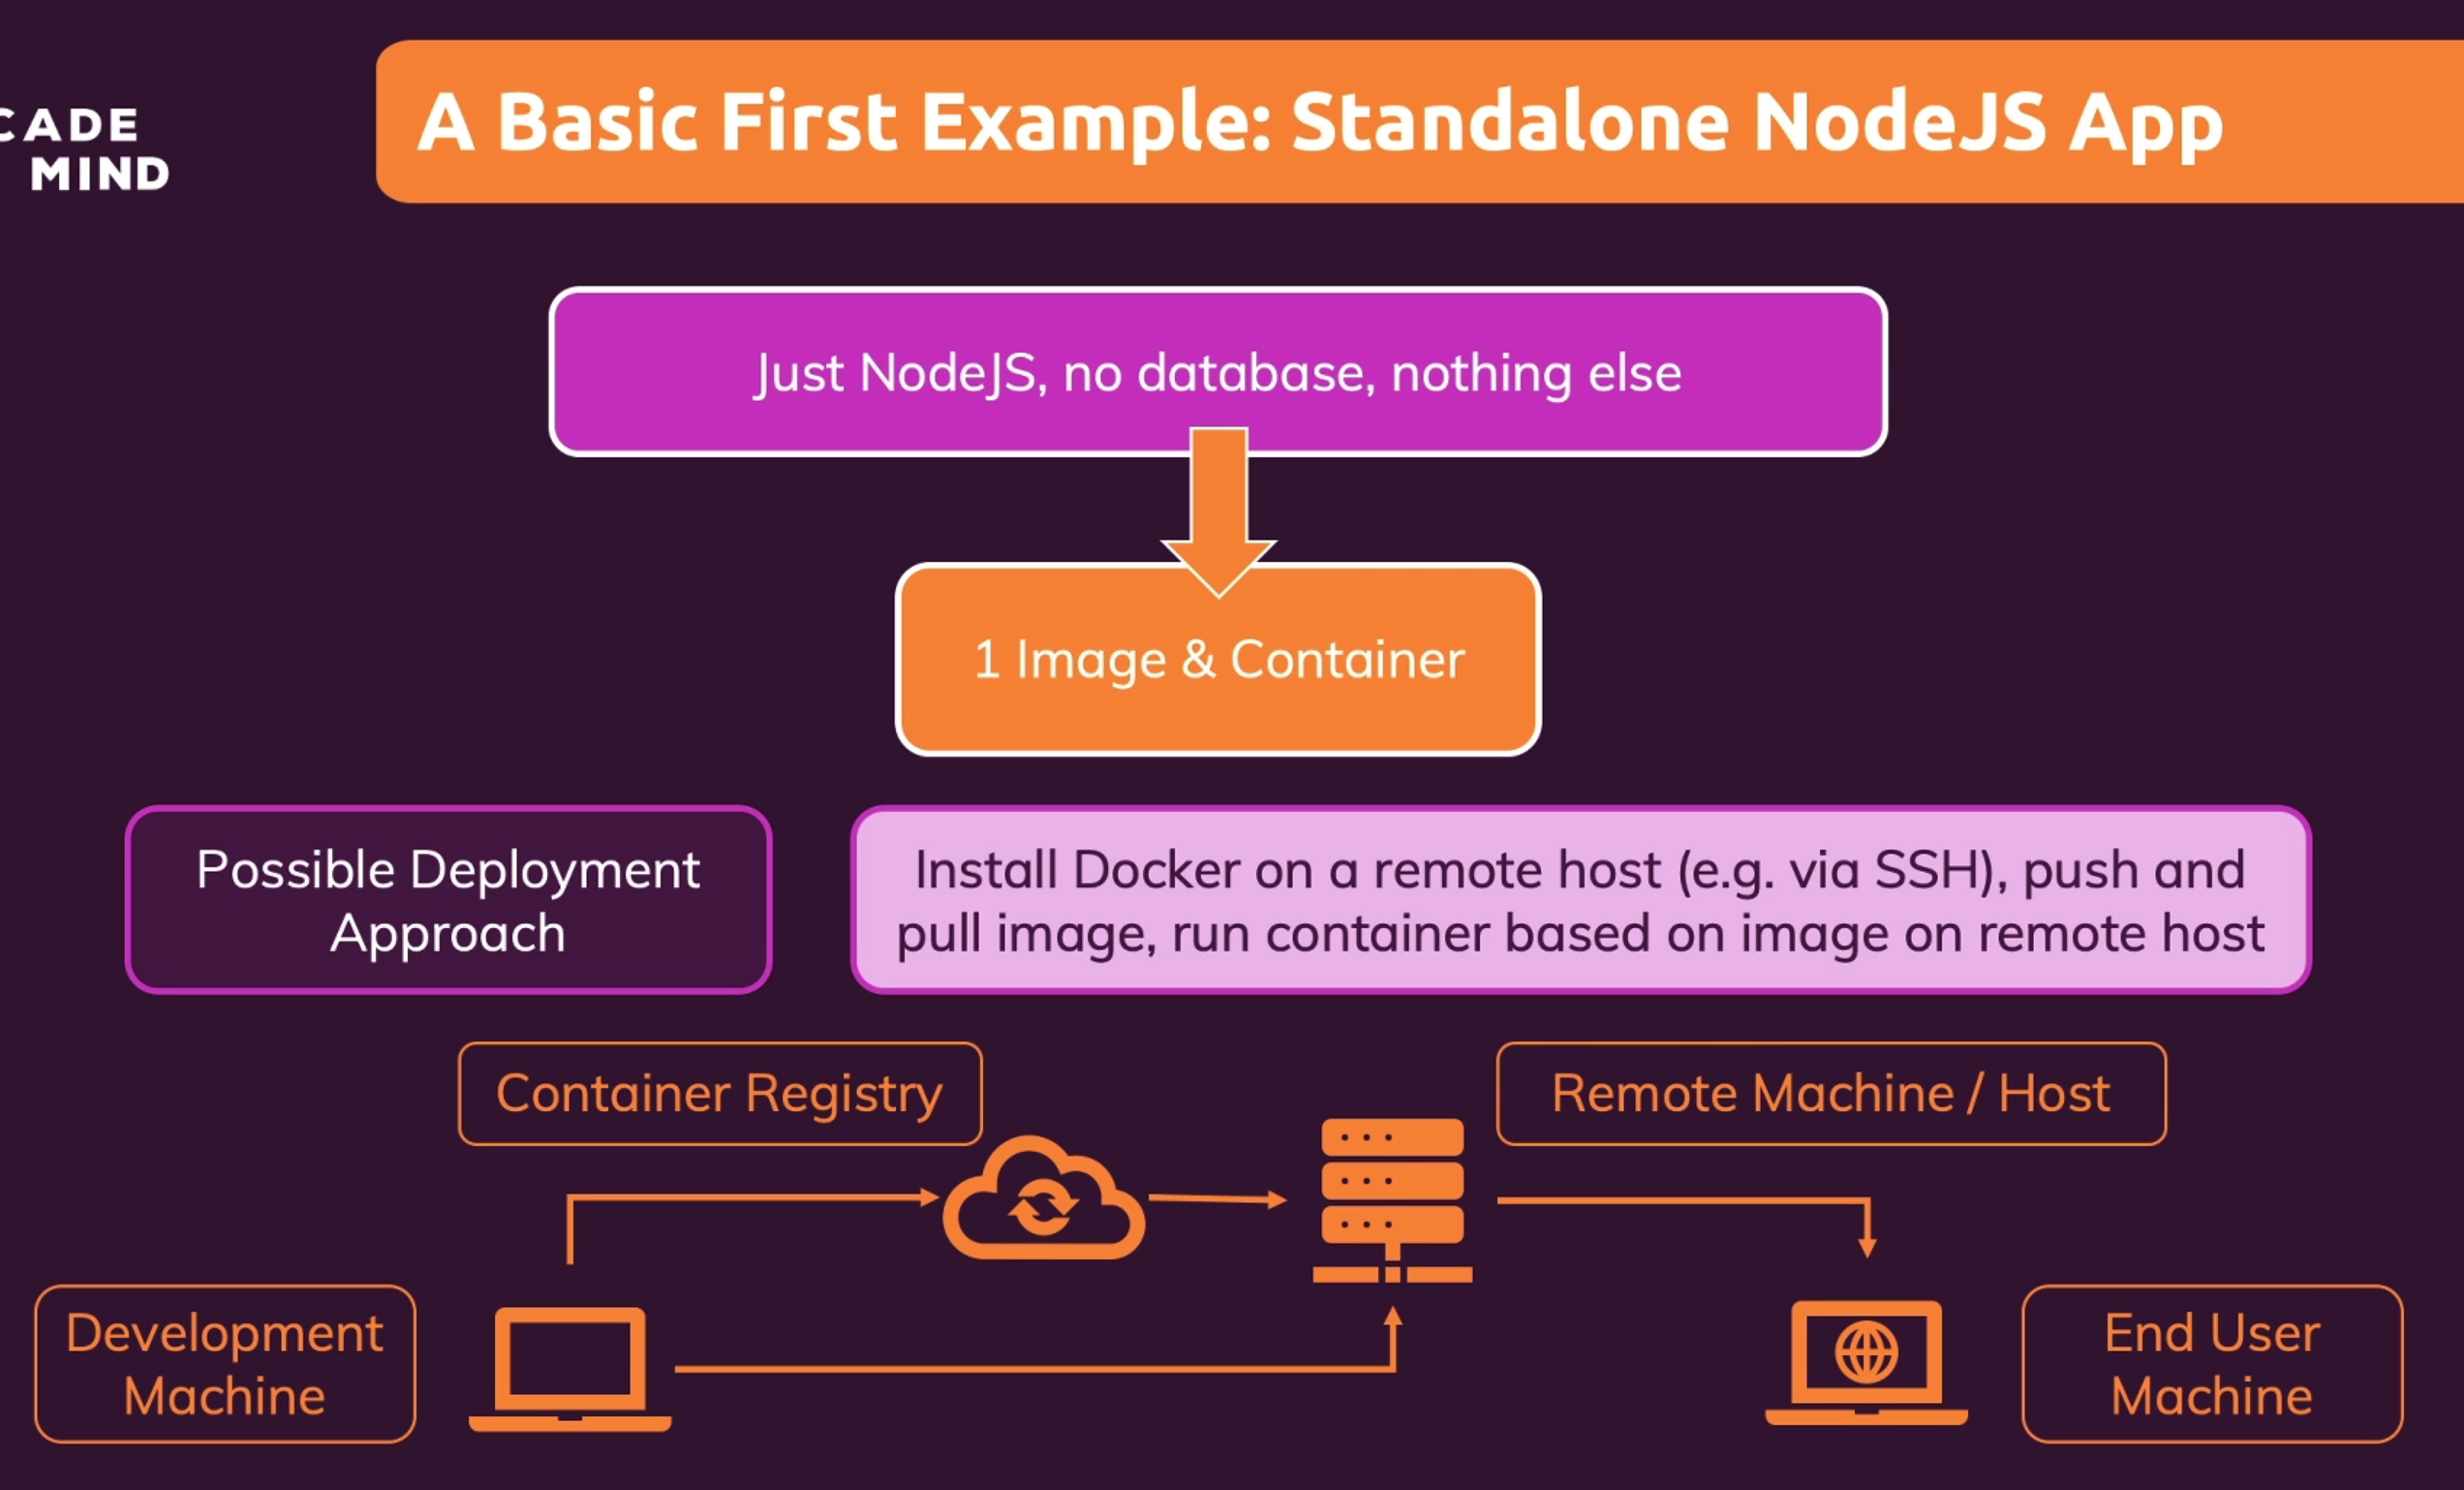 CADE
MIND
A Basic First Example: Standalone NodeJS App
Just NodeJS, no database, nothing else
1 Image & Container
Possible Deployment
Approach
Install Docker on a remote host (e.g. via SSH), push and
pull image, run container based on image on remote host
Container Registry
Remote Machine / Host
Development
Machine
End User
Machine